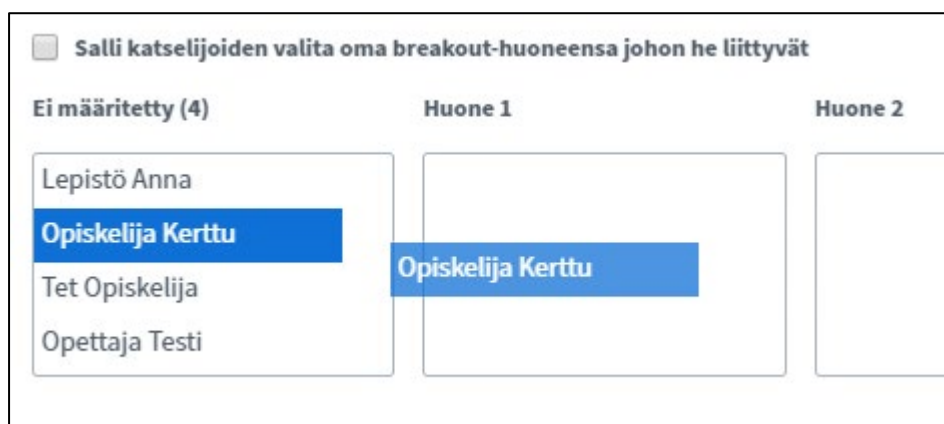 Salli katselijoiden valita oma breakout-huoneensa johon he liittyvät
Ei määritetty (4)
Huone 1
Huone 2
Lepistö Anna
Opiskelija Kerttu
Opiskelija Kerttu
Tet Opiskelija
Opettaja Testi